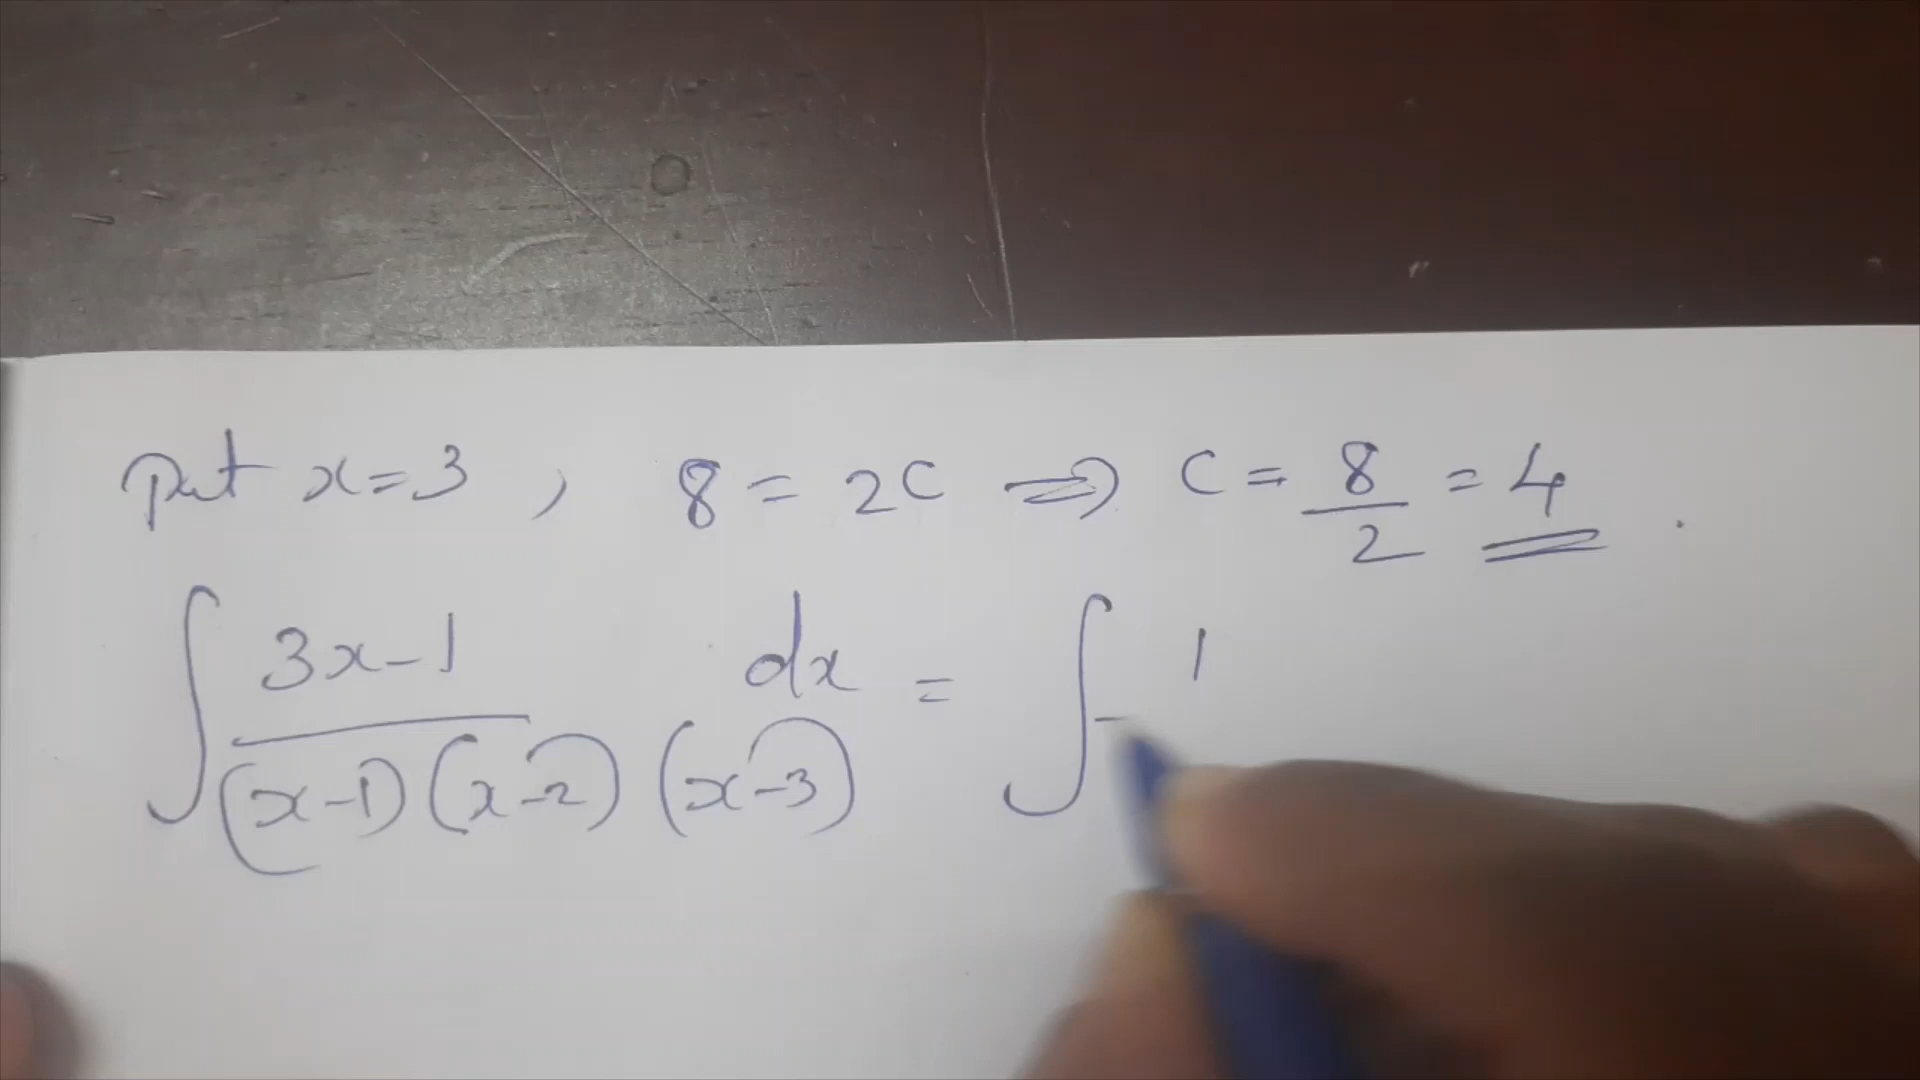 Put x=3, 8 = 2C ⇒ C = 8/2 = 4.
∫ 3x-1/(x-1)(x-2)(x-3) dx = ∫ 1